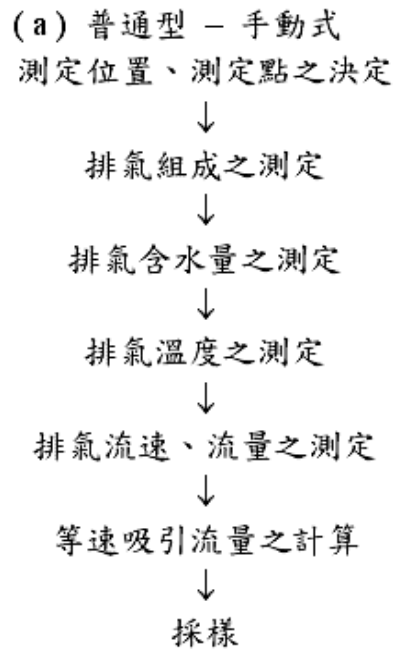 (a) 普通型 – 手動式
測定位置、測定點之決定
↓
排氣組成之測定
↓
排氣含水量之測定
↓
排氣溫度之測定
↓
排氣流速、流量之測定
↓
等速吸引流量之計算
↓
採樣